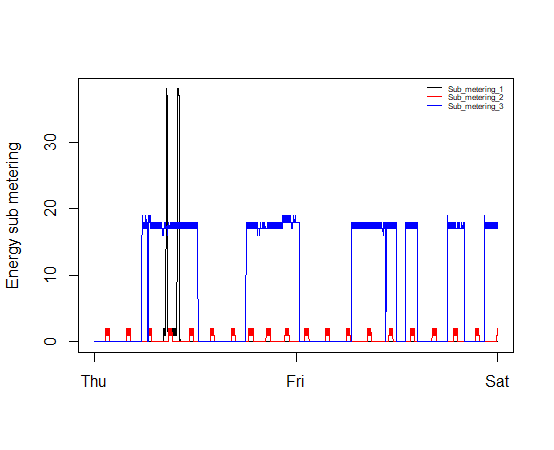 Sub_metering_1
Sub_metering_2
Sub_metering_3
Energy sub metering
30
20
10
0
Thu Fri Sat